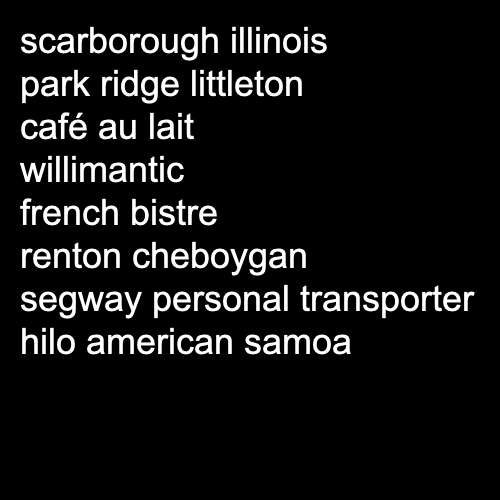 scarborough illinois
park ridge littleton
café au lait
willimantic
french bistre
renton cheboygan
segway personal transporter
hilo american samoa